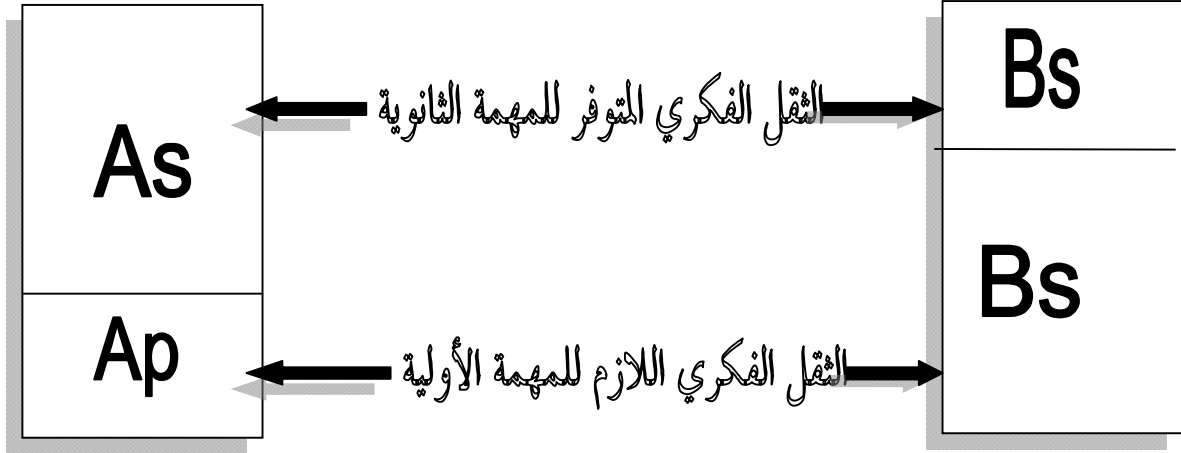 Bs
الثقل الفكري المتوفر للمهمة الثانوية
As
Bs
الثقل الفكري اللازم للمهمة الأولية
Ap